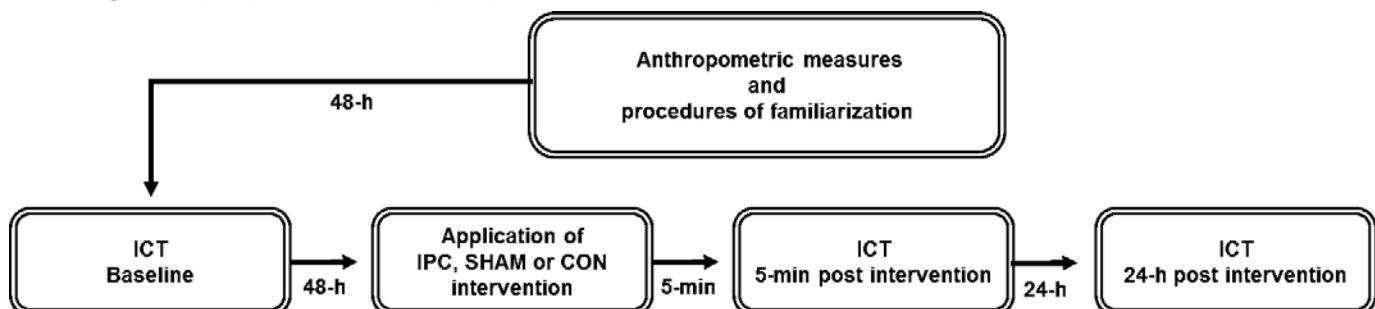 Anthropometric measures
and
procedures of familiarization
48-h
ICT
Baseline
48-h
Application of
IPC, SHAM or CON
intervention
5-min
ICT
5-min post intervention
24-h
ICT
24-h post intervention